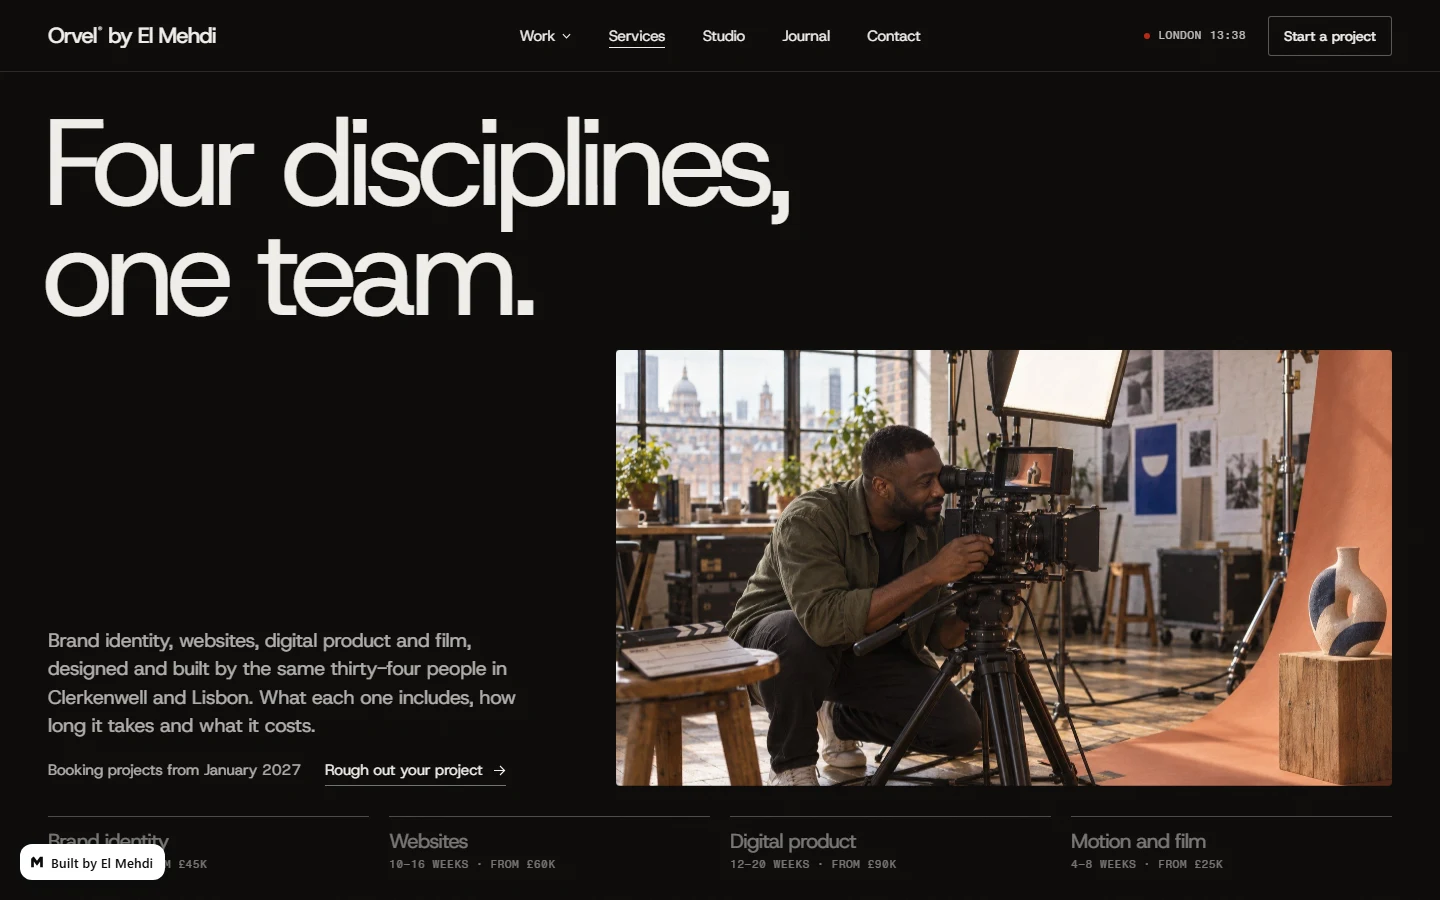 Orvel° by El Mehdi
Work
Services
Studio
Journal
Contact
LONDON 13:38
Start a project
Four disciplines,
one team.
Brand identity, websites, digital product and film,
designed and built by the same thirty-four people in
Clerkenwell and Lisbon. What each one includes, how
long it takes and what it costs.
Booking projects from January 2027
Rough out your project →
Brand identity
£45K
Websites
10–16 WEEKS · FROM £60K
Digital product
12–20 WEEKS · FROM £90K
Motion and film
4–8 WEEKS · FROM £25K
Built by El Mehdi